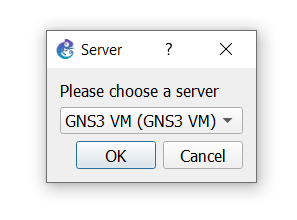 Server ?
Please choose a server
GNS3 VM (GNS3 VM)
OK Cancel